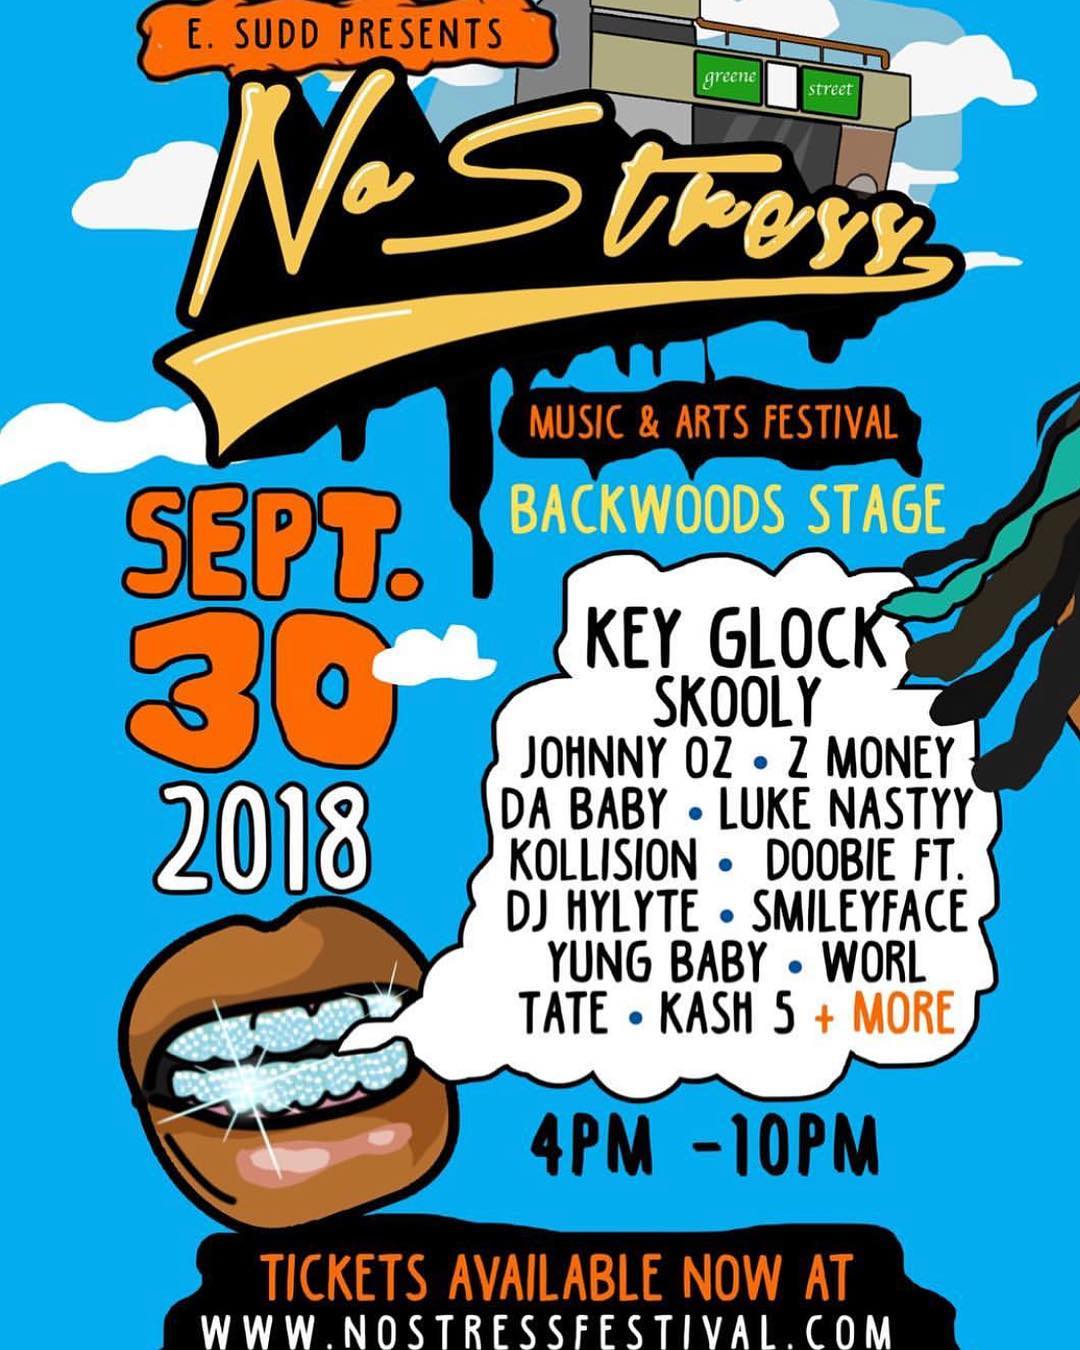 E. SUDD PRESENTS
greene street
No Stress
MUSIC & ARTS FESTIVAL
BACKWOODS STAGE
SEPT.
30
2018
KEY GLOCK
SKOOLY
JOHNNY OZ • Z MONEY
DA BABY • LUKE NASTYY
KOLLISION • DOOBIE FT.
DJ HYLYTE • SMILEYFACE
YUNG BABY • WORL
TATE • KASH 5 + MORE
4PM -10PM
TICKETS AVAILABLE NOW AT
WWW.NOSTRESSFESTIVAL.COM